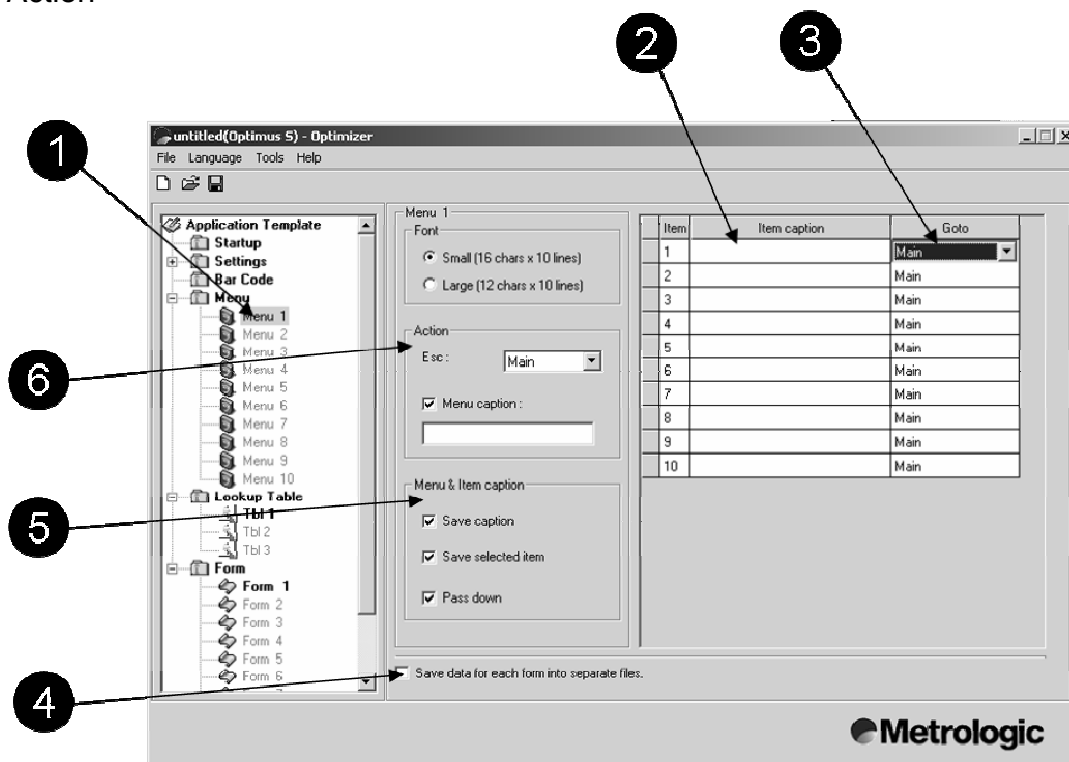 Action
2
3
1
untitled(Optimus S) - Optimizer
File Language Tools Help
Application Template
Startup
Settings
Bar Code
Menu
Menu 1
Menu 2
Menu 3
Menu 4
Menu 5
Menu 6
Menu 7
Menu 8
Menu 9
Menu 10
Lookup Table
Tbl 1
Tbl 2
Tbl 3
Form
Form 1
Form 2
Form 3
Form 4
Form 5
Form 6
Menu 1
Font
Small (16 chars x 10 lines)
Large (12 chars x 10 lines)
Action
Esc : Main
Menu caption :
Menu & Item caption
Save caption
Save selected item
Pass down
Item Item caption Goto
1 Main
2 Main
3 Main
4 Main
5 Main
6 Main
7 Main
8 Main
9 Main
10 Main
6
5
4
Save data for each form into separate files.
Metrologic